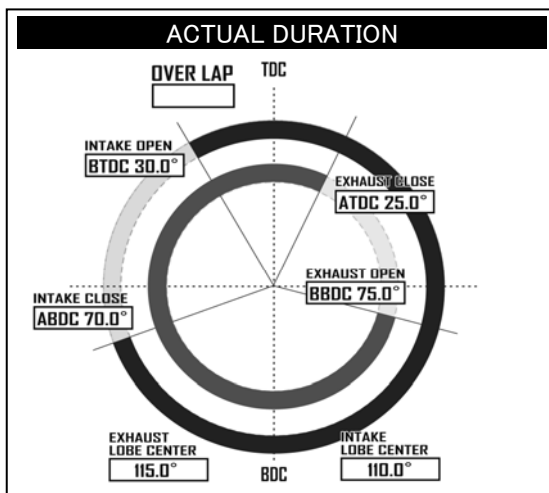 ACTUAL DURATION
OVER LAP
TDC
INTAKE OPEN
BTDC 30.0°
EXHAUST CLOSE
ATDC 25.0°
EXHAUST OPEN
BBDC 75.0°
INTAKE CLOSE
ABDC 70.0°
EXHAUST
LOBE CENTER
115.0°
BDC
INTAKE
LOBE CENTER
110.0°